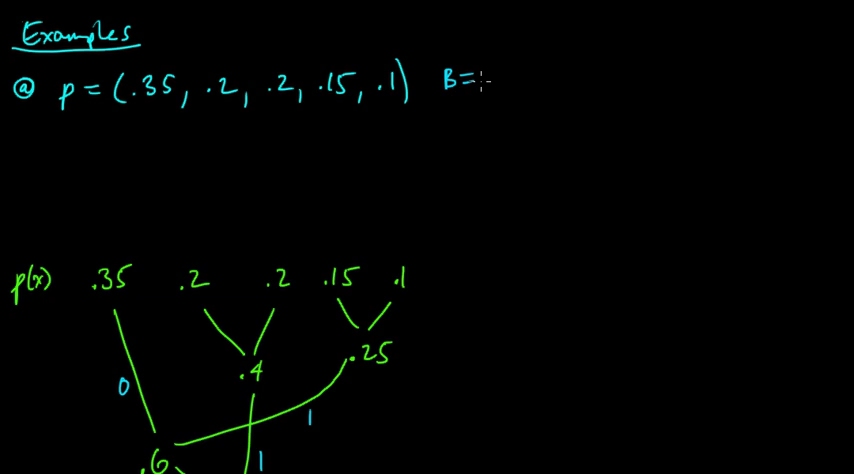 Examples
ⓐ p = (.35, .2, .2, .15, .1) B=
p(x) .35 .2 .2 .15 .1
.25
.4
0
1
.6 1